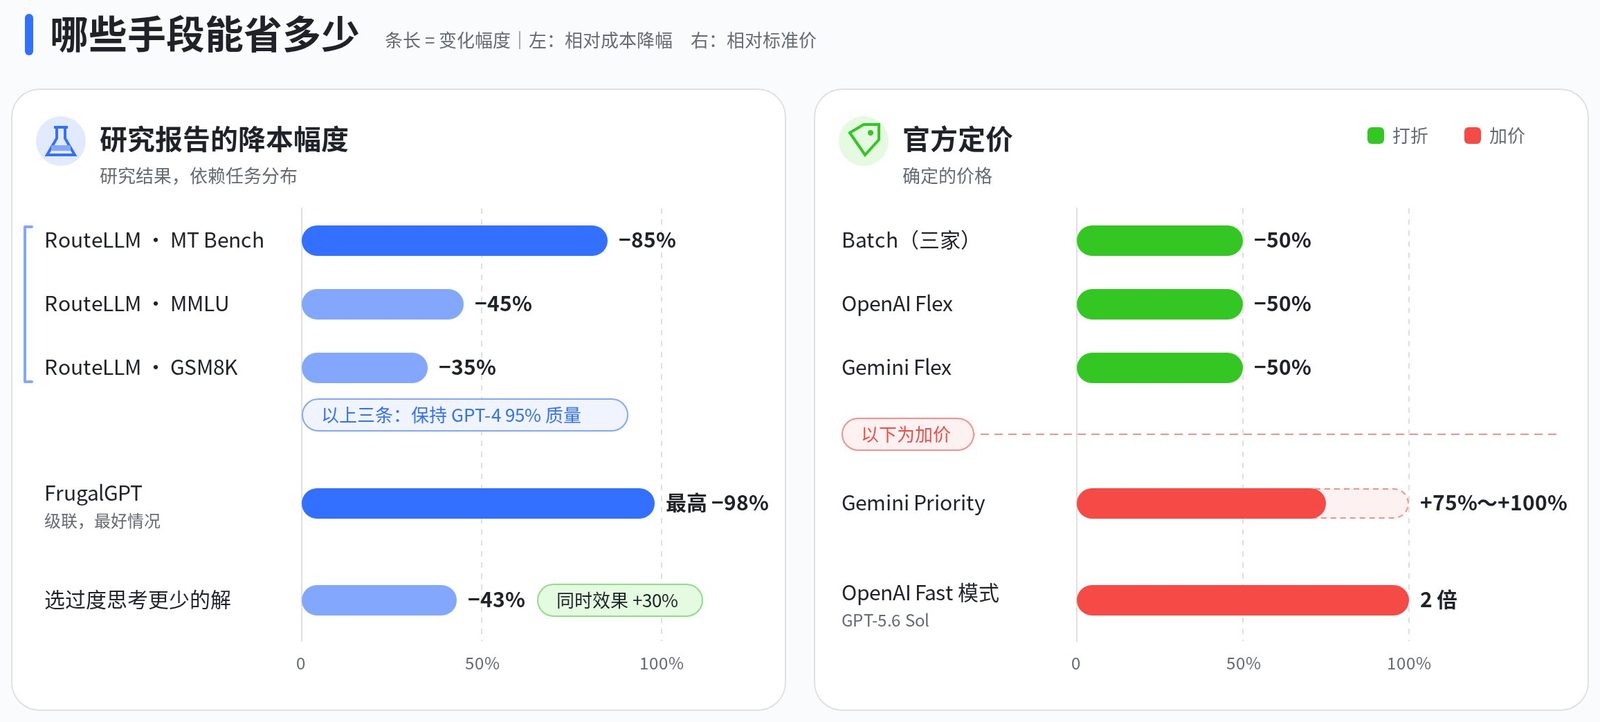 哪些手段能省多少
条长 = 变化幅度｜左：相对成本降幅 右：相对标准价
研究报告的降本幅度
研究结果，依赖任务分布
RouteLLM · MT Bench −85%
RouteLLM · MMLU −45%
RouteLLM · GSM8K −35%
以上三条：保持 GPT-4 95% 质量
FrugalGPT 最高 −98%
级联，最好情况
选过度思考更少的解 −43% 同时效果 +30%
0 50% 100%
官方定价
打折 加价
确定的价格
Batch（三家） −50%
OpenAI Flex −50%
Gemini Flex −50%
以下为加价
Gemini Priority +75%～+100%
OpenAI Fast 模式 2 倍
GPT-5.6 Sol
0 50% 100%